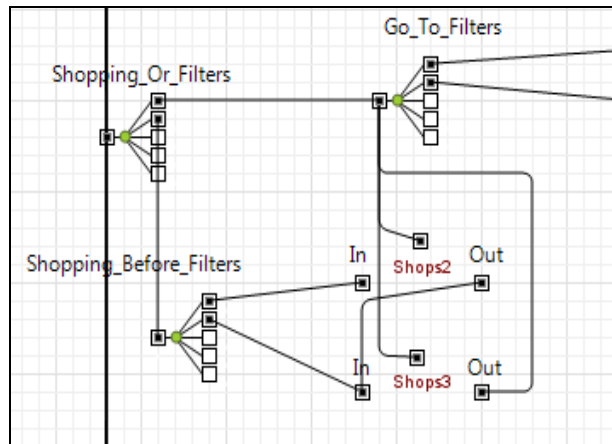 Go_To_Filters
Shopping_Or_Filters
In
Out
Shops2
Shopping_Before_Filters
In
Out
Shops3